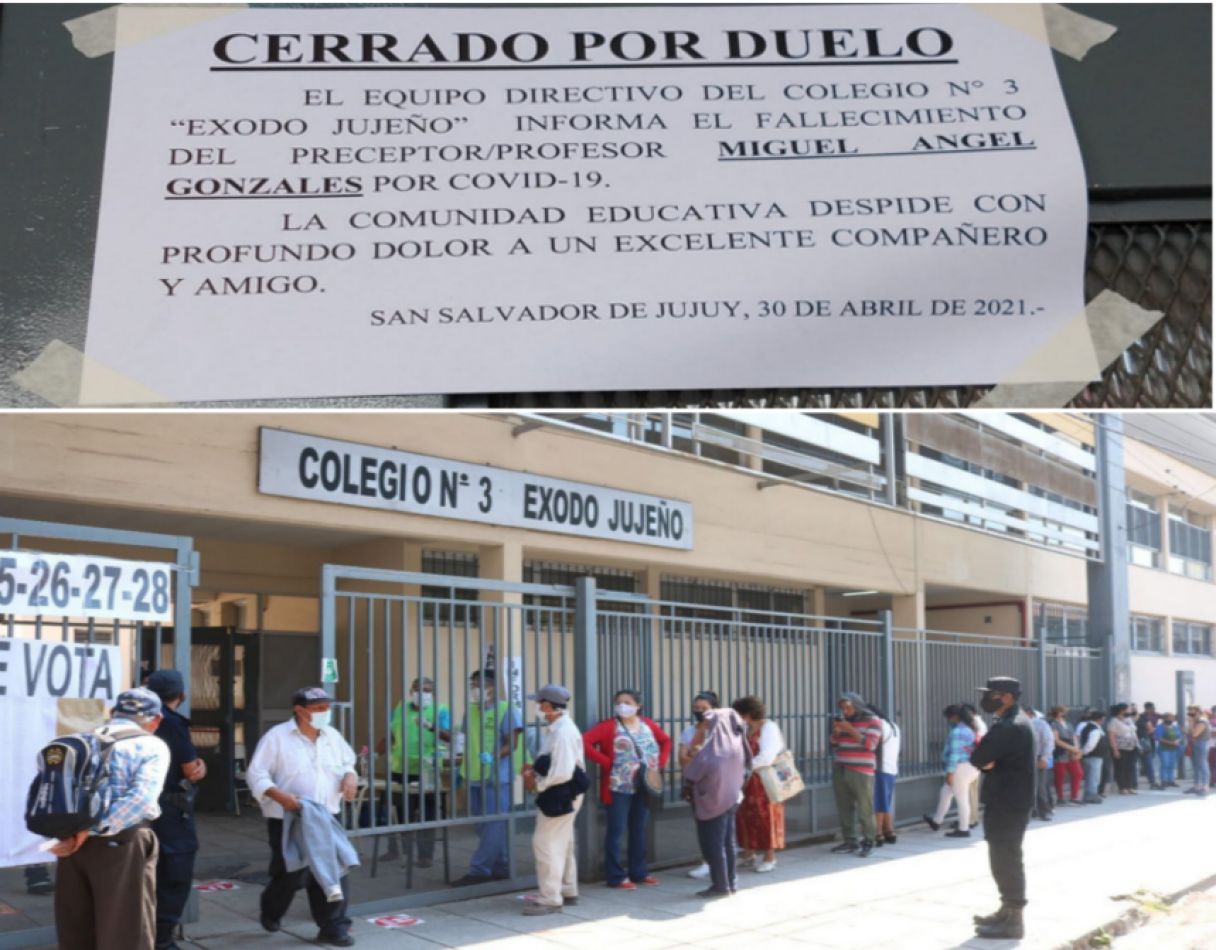 CERRADO POR DUELO
EL EQUIPO DIRECTIVO DEL COLEGIO N° 3
“EXODO JUJEÑO” INFORMA EL FALLECIMIENTO
DEL PRECEPTOR/PROFESOR MIGUEL ANGEL
GONZALES POR COVID-19.
LA COMUNIDAD EDUCATIVA DESPIDE CON
PROFUNDO DOLOR A UN EXCELENTE COMPAÑERO
Y AMIGO.
SAN SALVADOR DE JUJUY, 30 DE ABRIL DE 2021.-
COLEGIO Nº 3 EXODO JUJEÑO
5-26-27-28
E VOTA